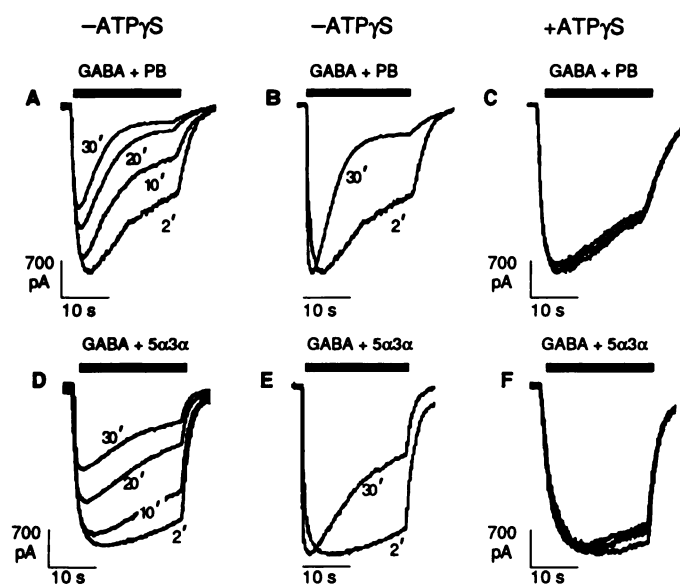 −ATPγS −ATPγS +ATPγS
GABA + PB GABA + PB GABA + PB
A B C
30′
20′
10′
2′
30′
2′
700 pA
10 s
10 s
700 pA
10 s
GABA + 5α3α GABA + 5α3α GABA + 5α3α
D E F
30′
20′
10′
2′
30′
2′
700 pA
10 s
10 s
700 pA
10 s